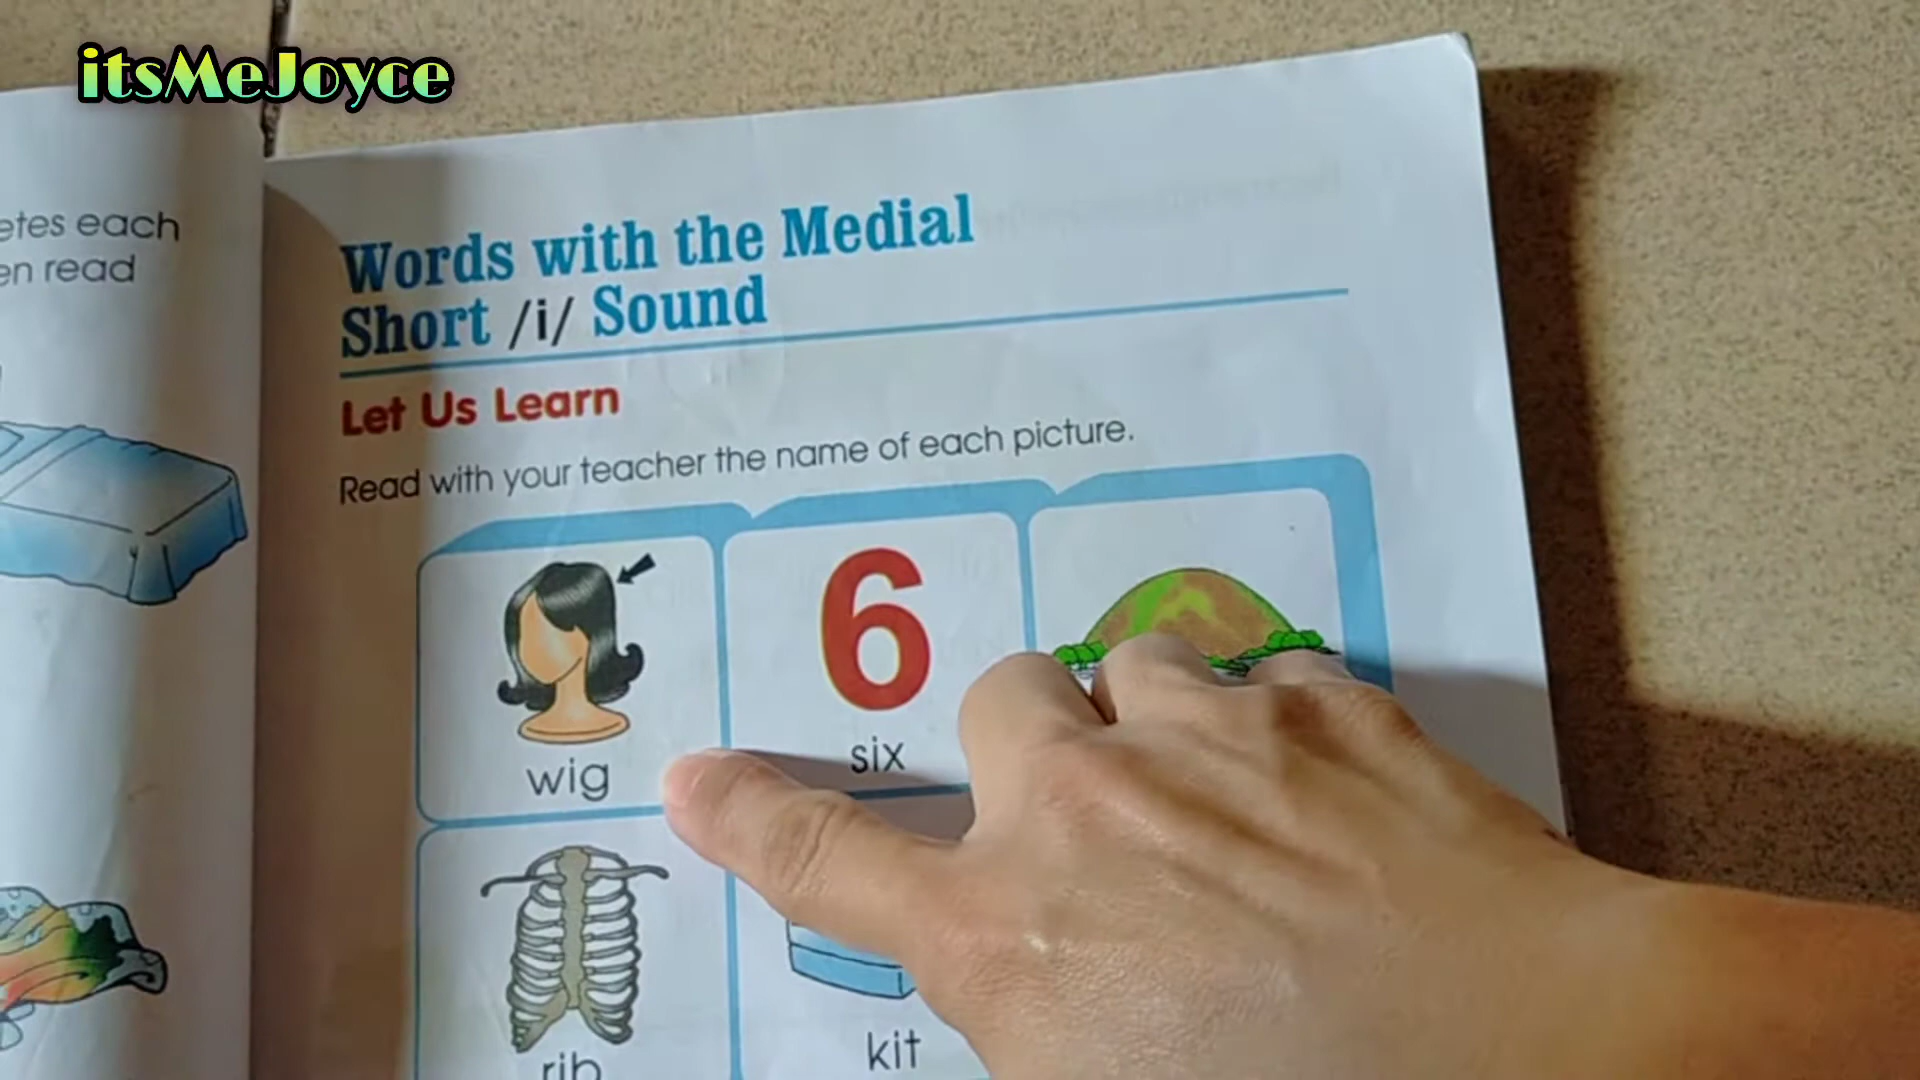 itsMeJoyce
etes each
en read
Words with the Medial
Short /i/ Sound
Let Us Learn
Read with your teacher the name of each picture.
6
wig
six
rib
kit